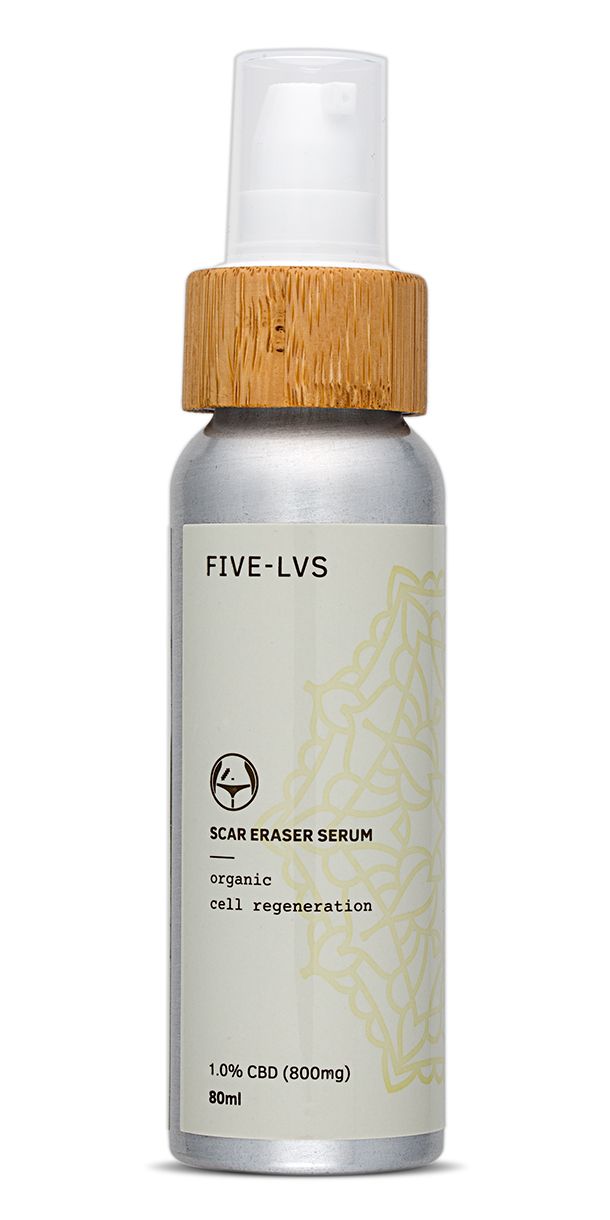 FIVE-LVS
SCAR ERASER SERUM
organic
cell regeneration
1.0% CBD (800mg)
80ml